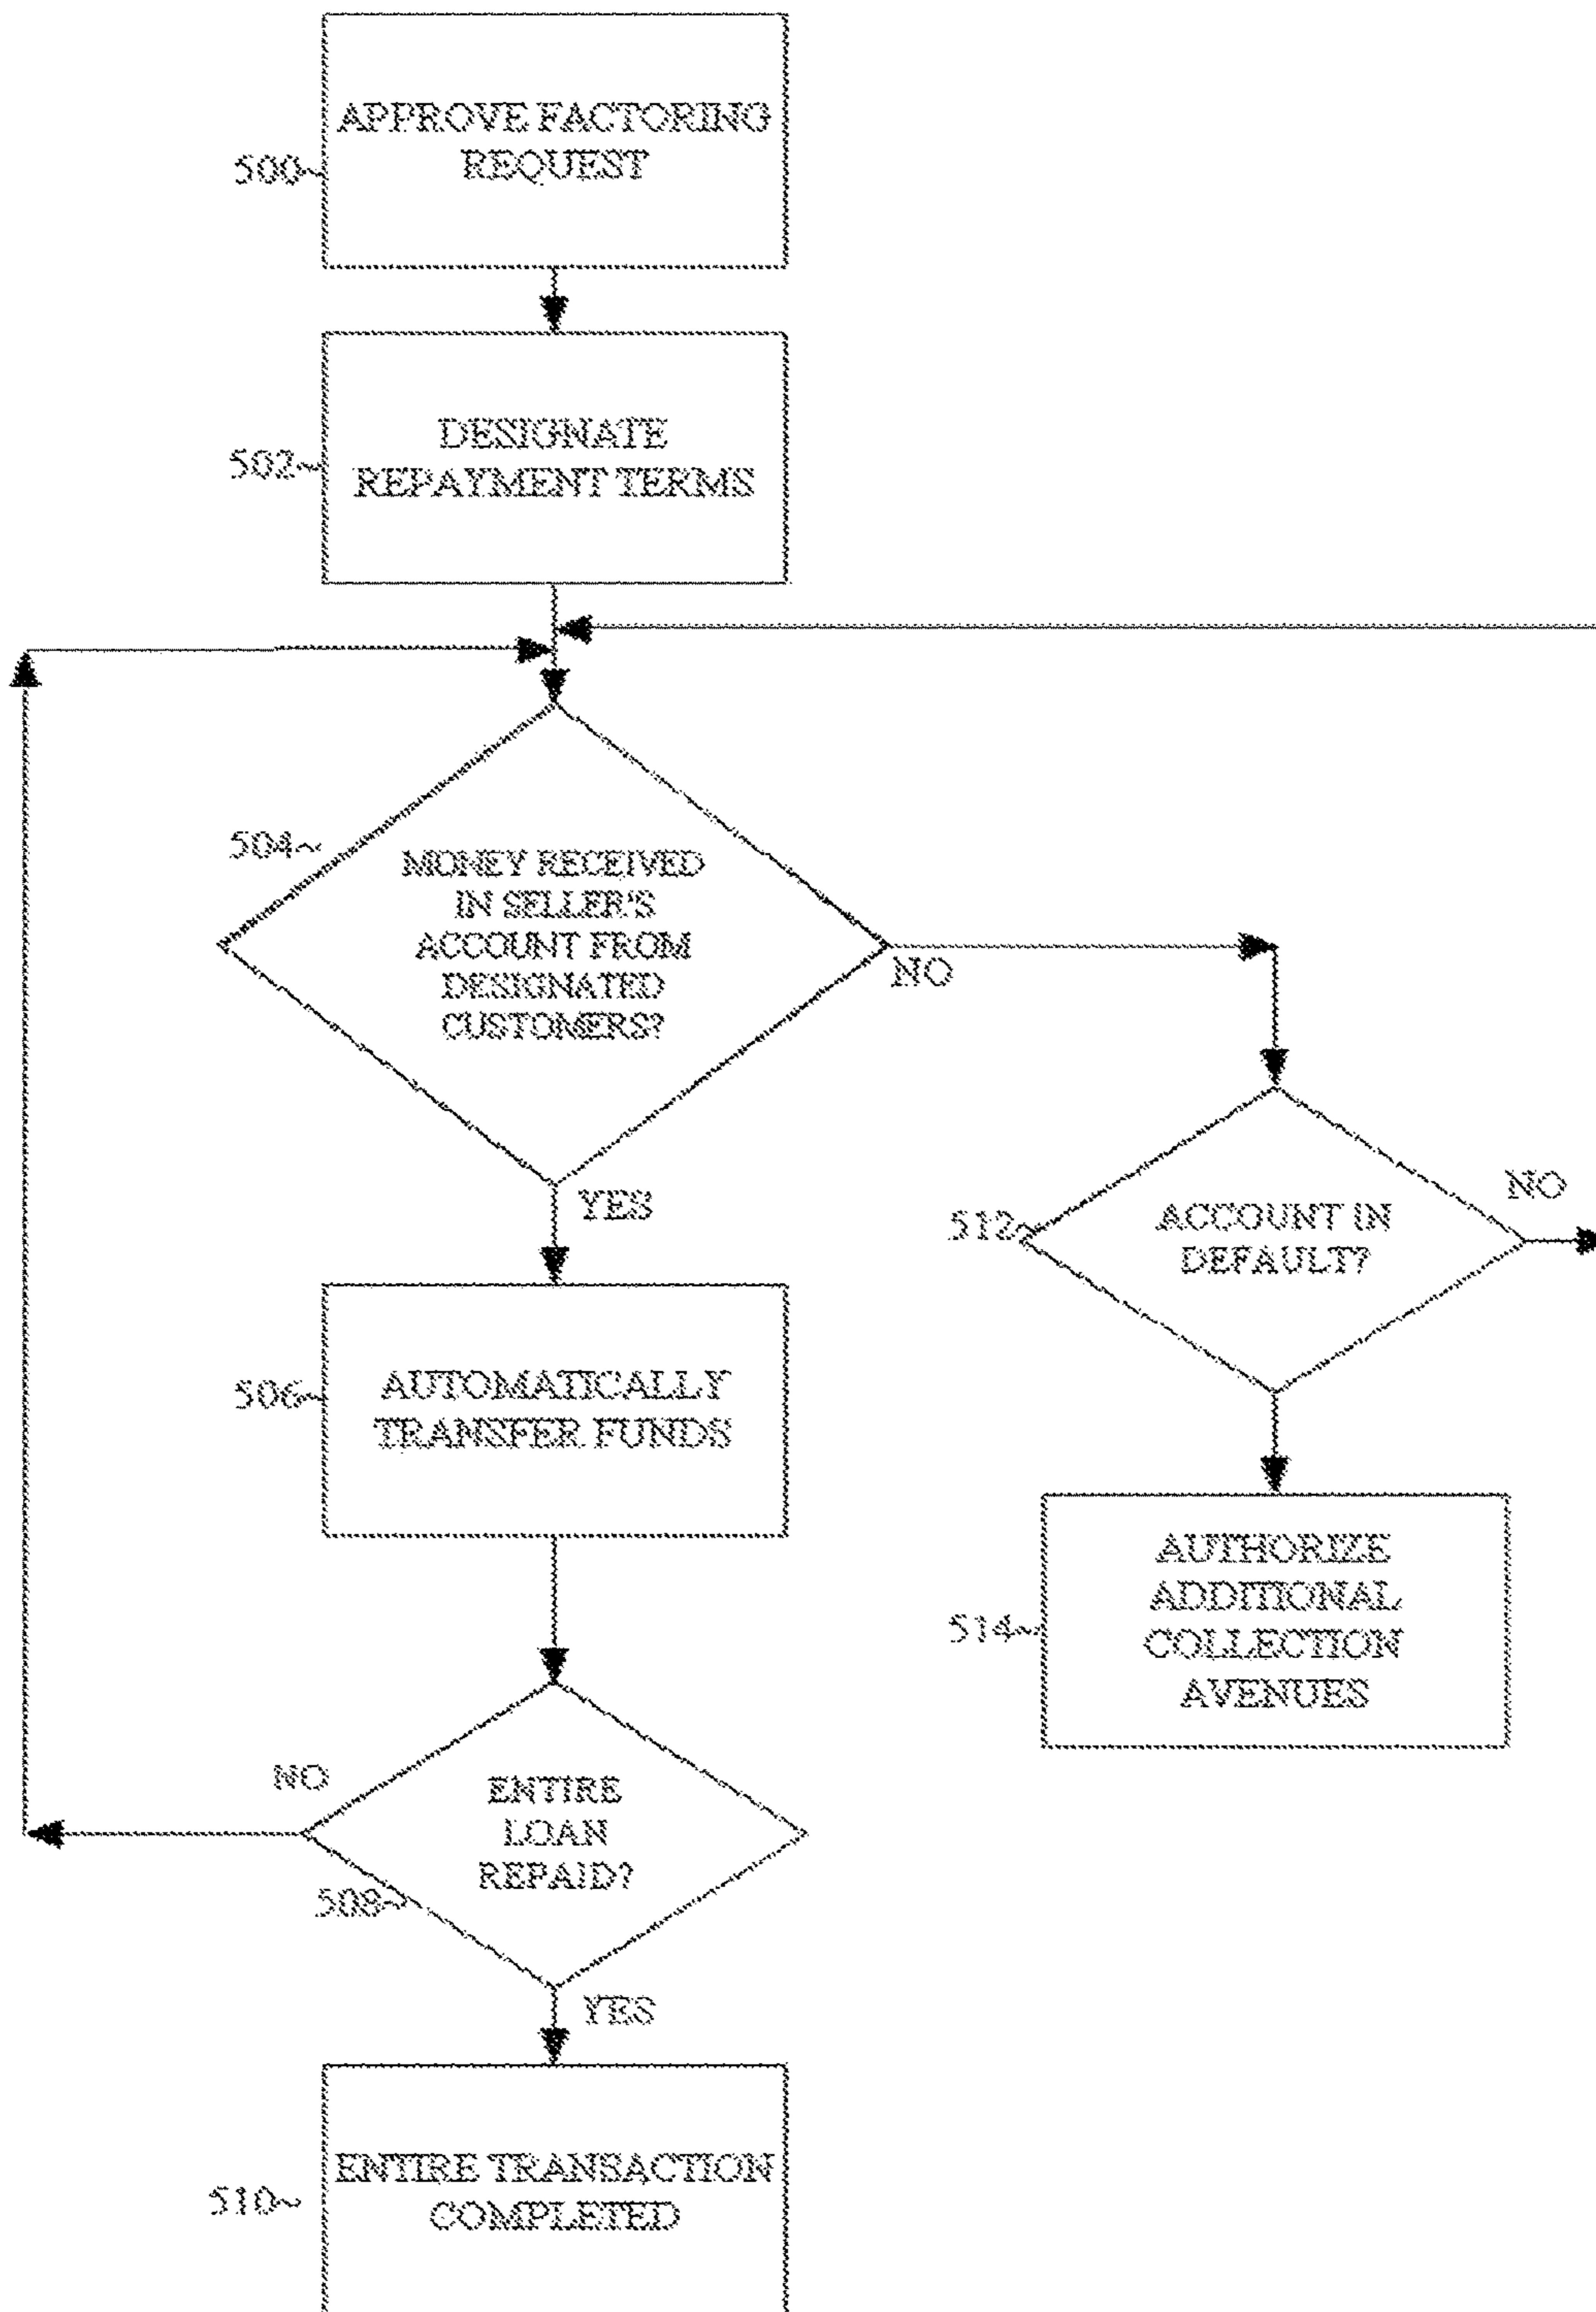 APPROVE FACTORING
REQUEST
500~
DESIGNATE
REPAYMENT TERMS
502~
504~
MONEY RECEIVED
IN SELLER'S
ACCOUNT FROM
DESIGNATED
CUSTOMERS?
NO
YES
512~
ACCOUNT IN
DEFAULT?
NO
506~
AUTOMATICALLY
TRANSFER FUNDS
514~
AUTHORIZE
ADDITIONAL
COLLECTION
AVENUES
NO
ENTIRE
LOAN
REPAID?
508~
YES
510~
ENTIRE TRANSACTION
COMPLETED